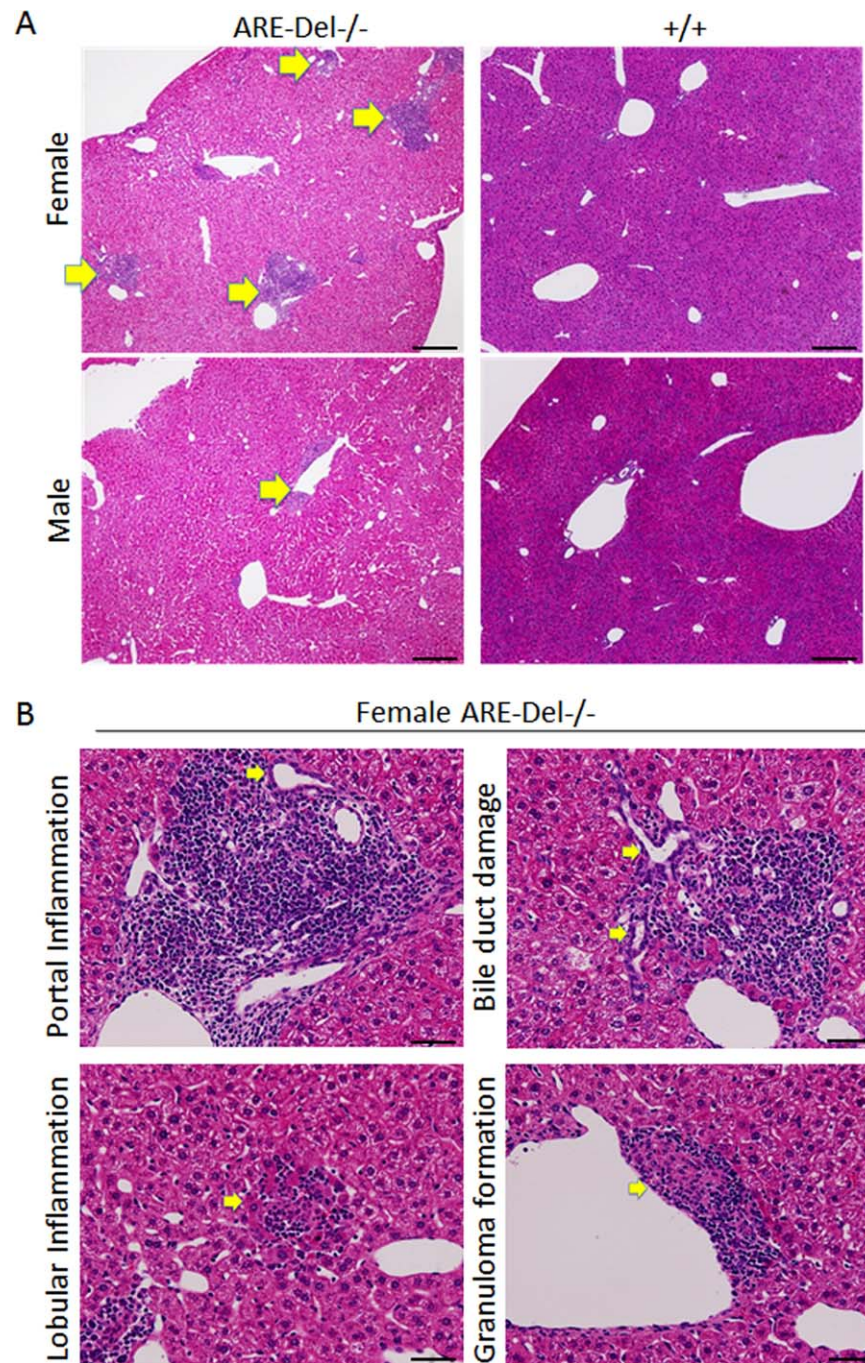 A
ARE-Del-/-
+/+
Female
Male
B
Female ARE-Del-/-
Portal Inflammation
Bile duct damage
Lobular Inflammation
Granuloma formation